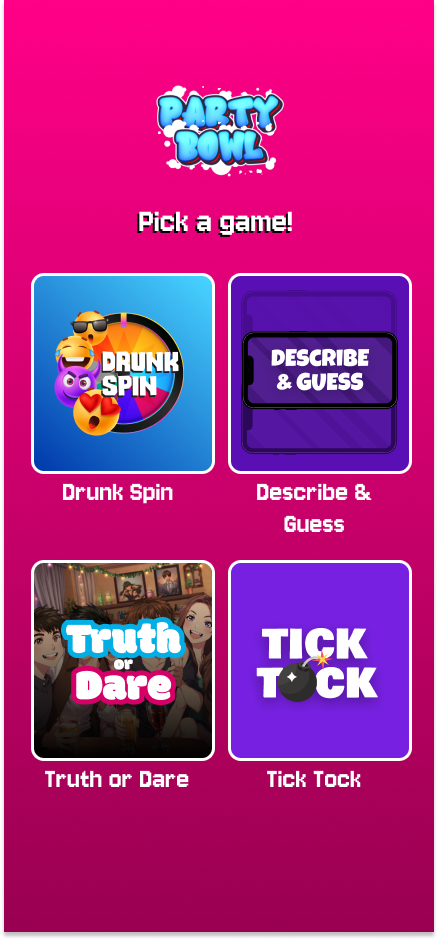 PARTY
BOWL
Pick a game!
DRUNK
SPIN
DESCRIBE
& GUESS
Drunk Spin
Describe &
Guess
Truth
or
Dare
TICK
TOCK
Truth or Dare
Tick Tock